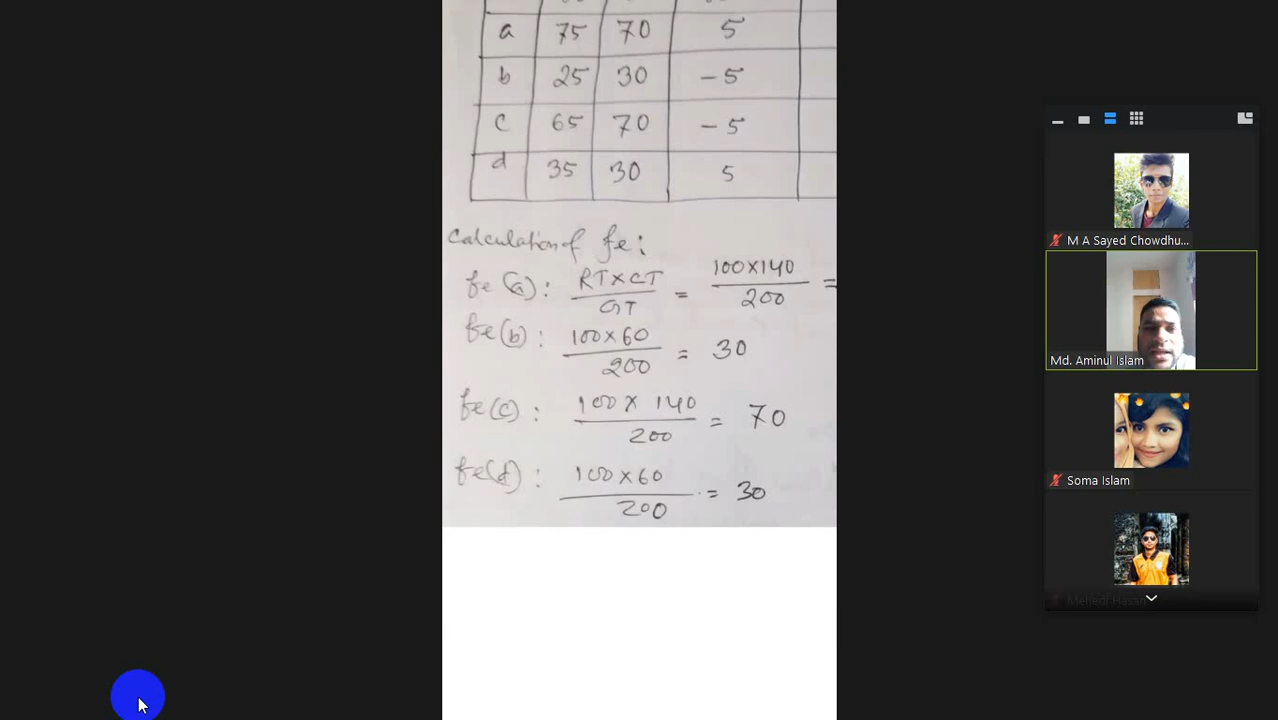 a 75 70 5
b 25 30 -5
c 65 70 -5
d 35 30 5
Calculation of fe:
fe (a): RT×CT / GT = 100×140 / 200 =
fe(b): 100×60 / 200 = 30
fe(c): 100 × 140 / 200 = 70
fe(d): 100×60 / 200 = 30
M A Sayed Chowdhu...
Md. Aminul Islam
Soma Islam
Mehedi Hasan